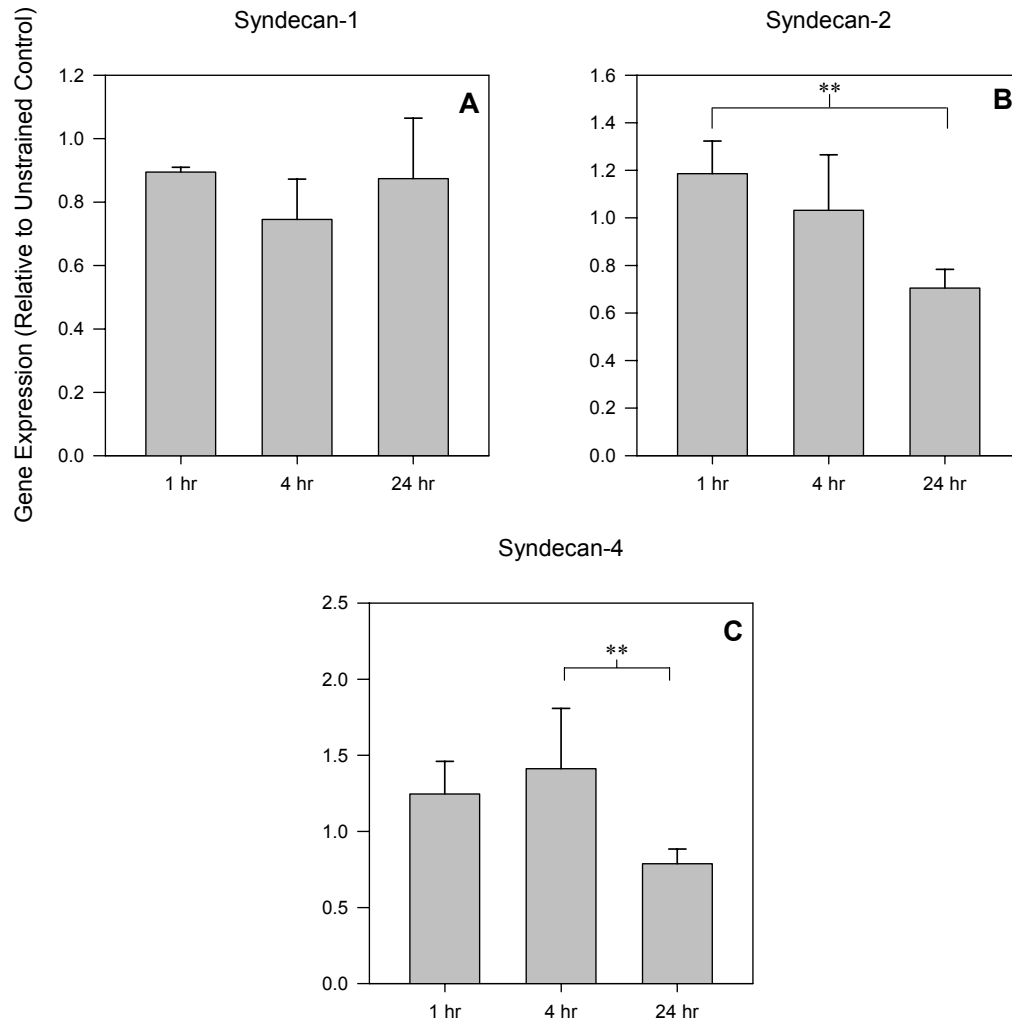 Syndecan-1
Gene Expression (Relative to Unstrained Control)
A
1.2
1.0
0.8
0.6
0.4
0.2
0.0
1 hr 4 hr 24 hr
Syndecan-2
B
**
1.6
1.4
1.2
1.0
0.8
0.6
0.4
0.2
0.0
1 hr 4 hr 24 hr
Syndecan-4
C
**
2.5
2.0
1.5
1.0
0.5
0.0
1 hr 4 hr 24 hr